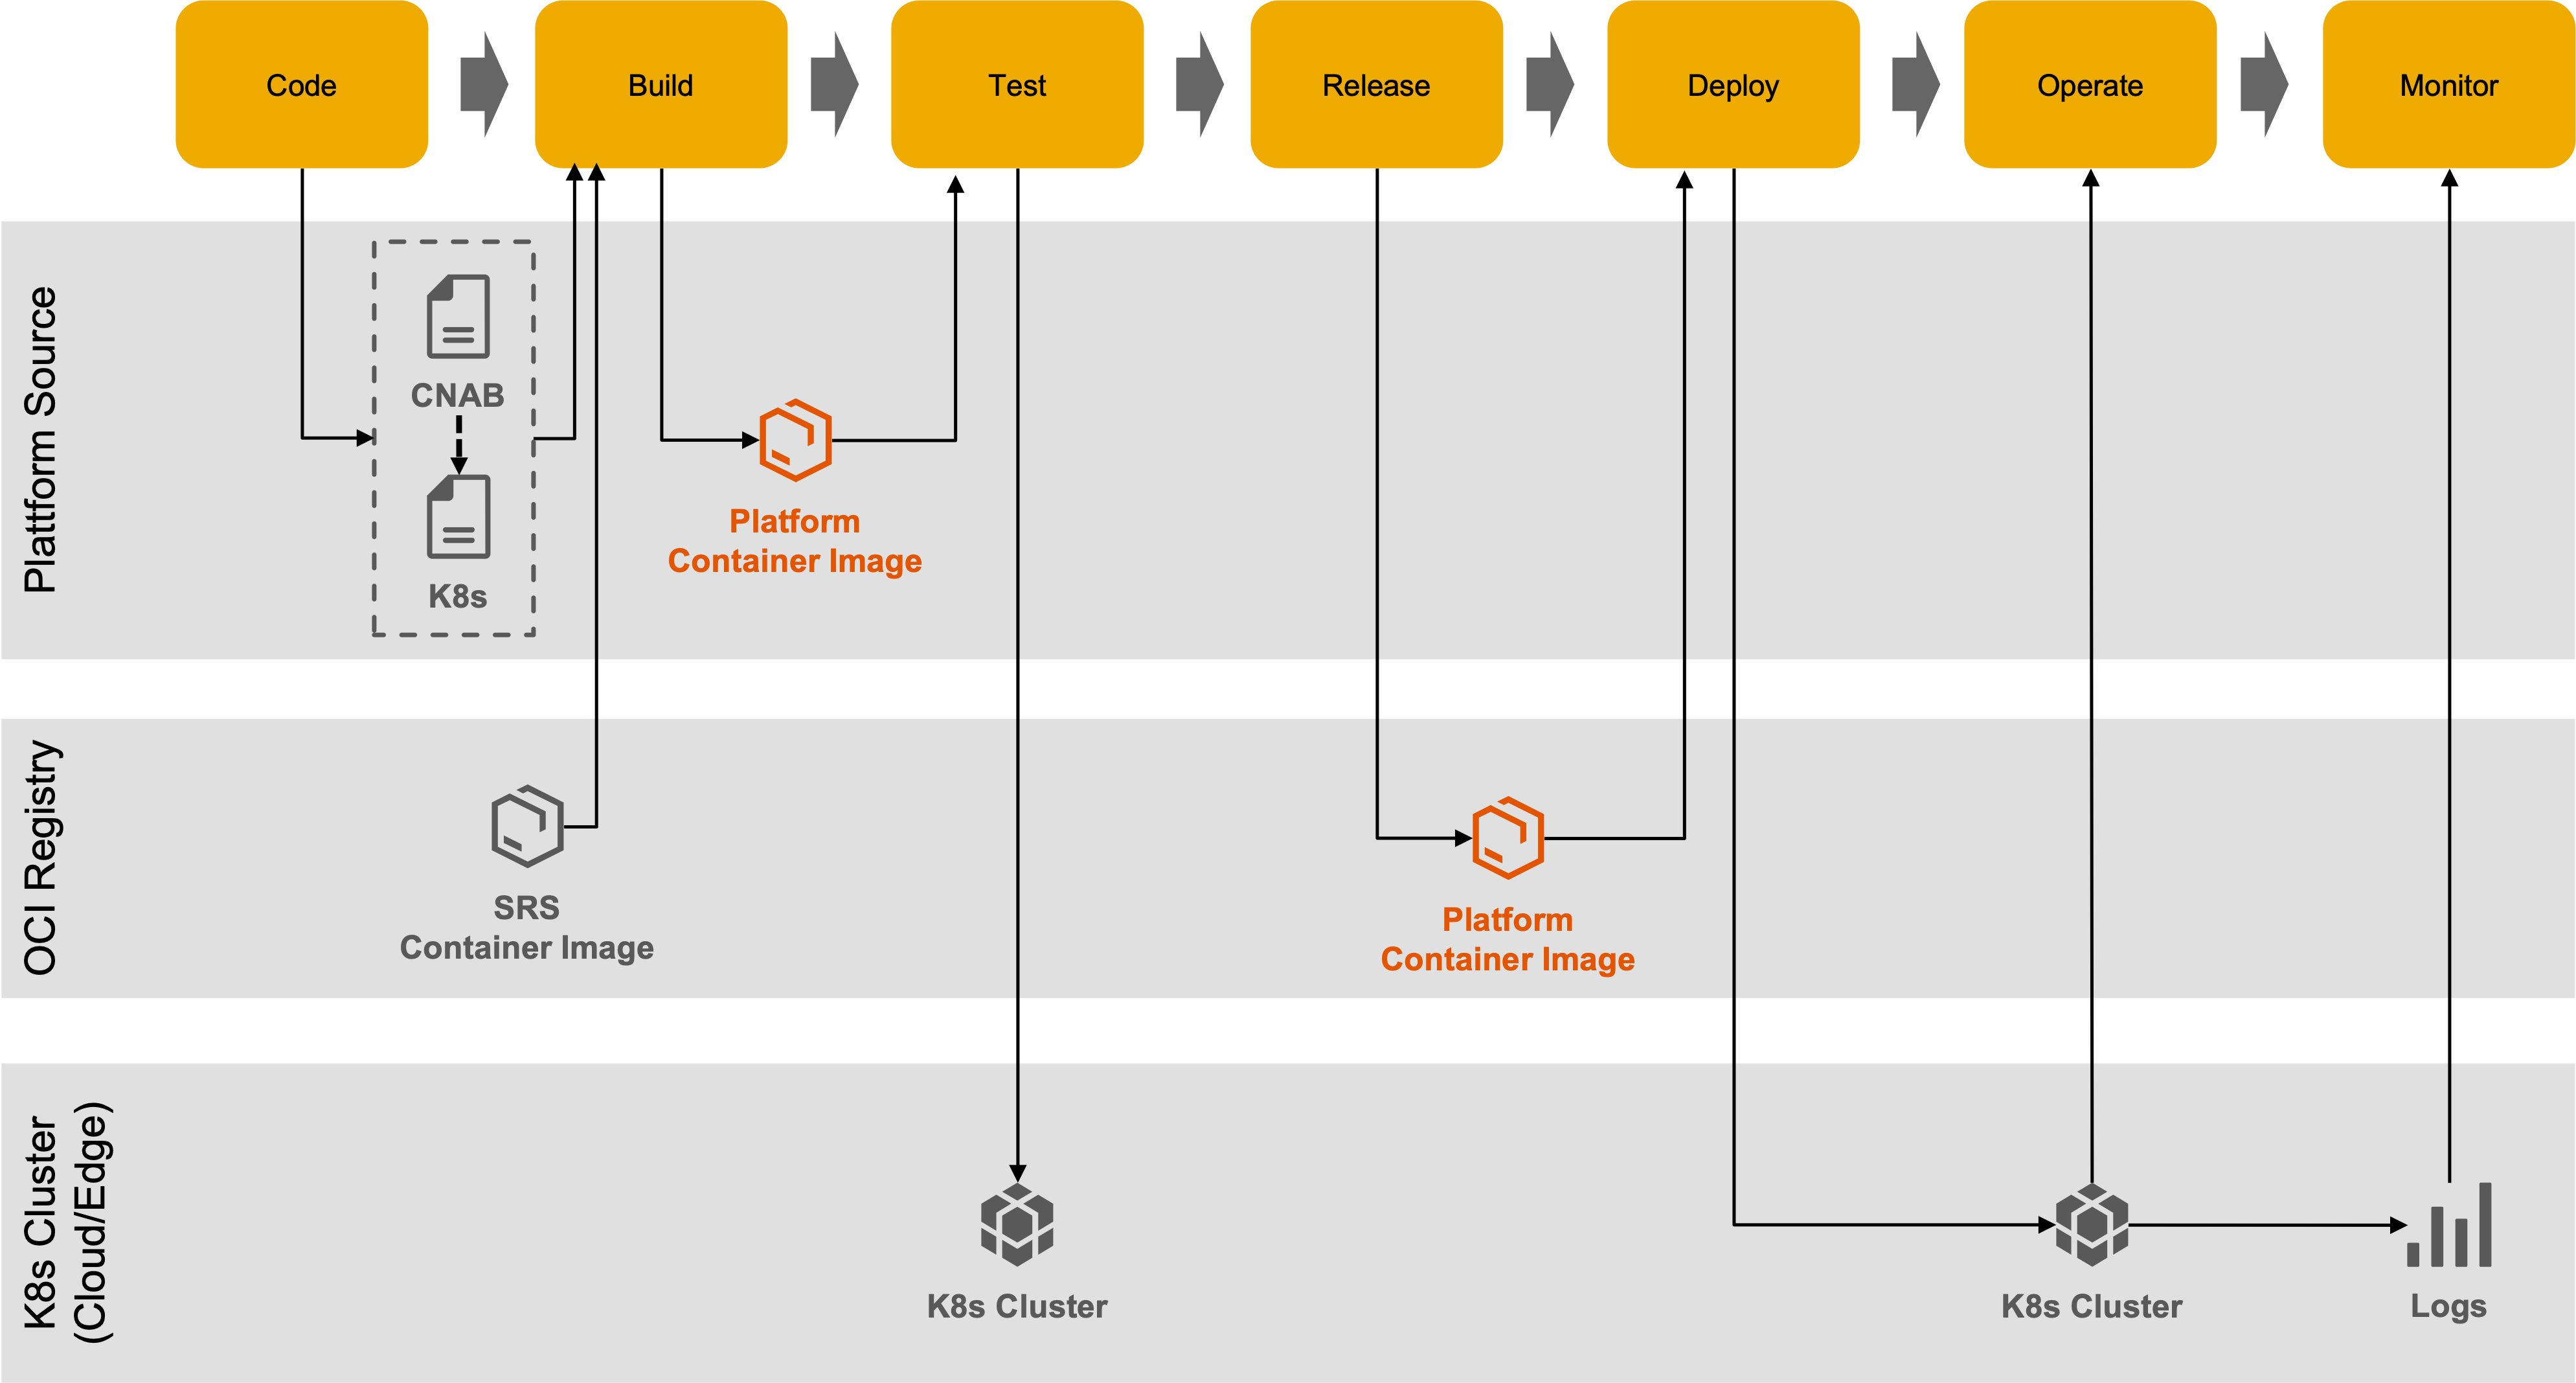 Code
Build
Test
Release
Deploy
Operate
Monitor
Plattform Source
CNAB
K8s
Platform
Container Image
OCI Registry
SRS
Container Image
Platform
Container Image
K8s Cluster
(Cloud/Edge)
K8s Cluster
K8s Cluster
Logs